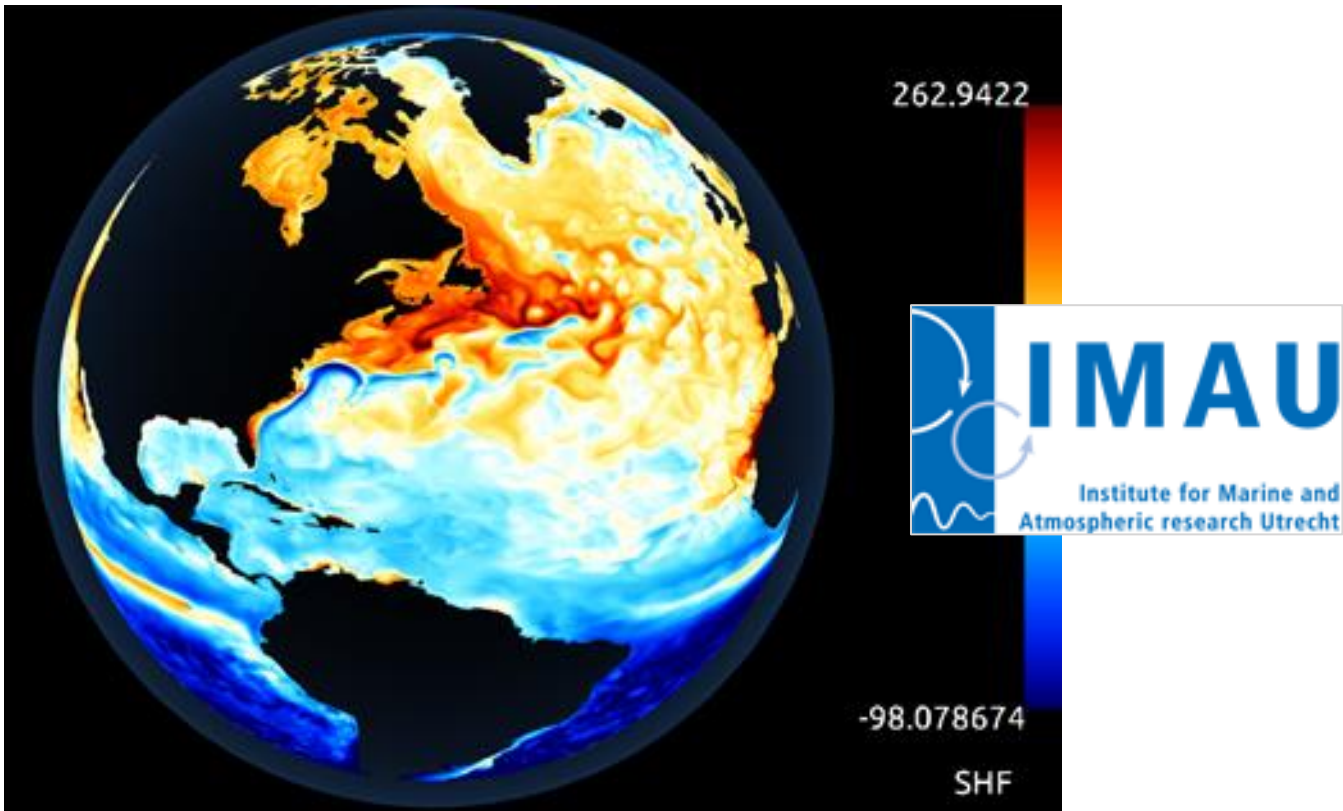 262.9422
IMAU
Institute for Marine and
Atmospheric research Utrecht
-98.078674
SHF